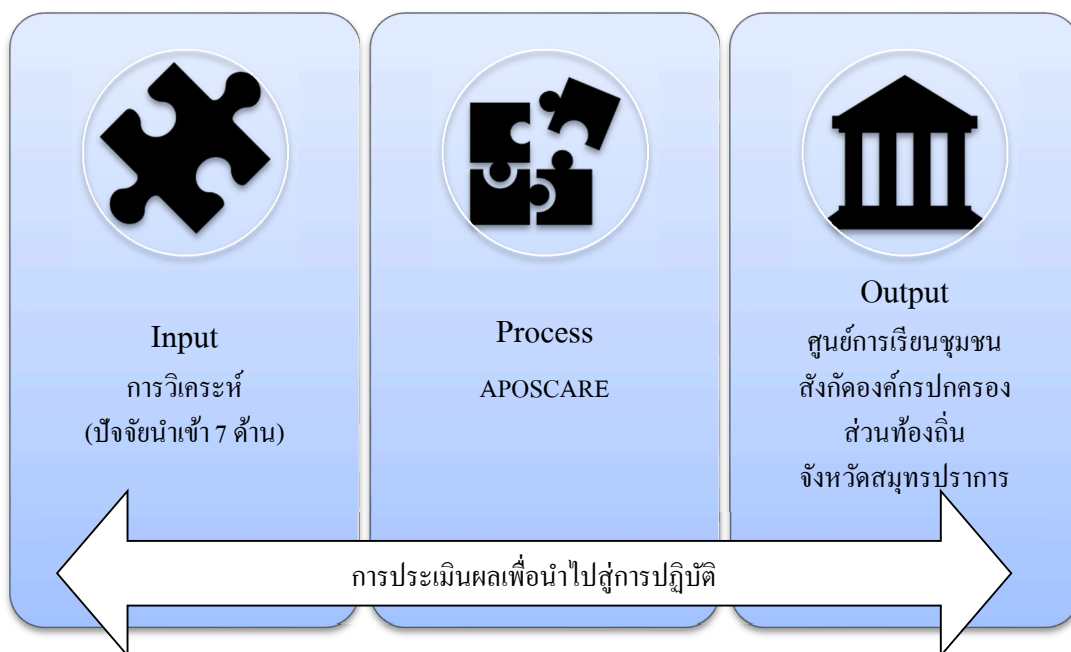 Input
การวิเคระห์
(ปัจจัยนำเข้า 7 ด้าน)
Process
APOSCARE
Output
ศูนย์การเรียนชุมชน
สังกัดองค์กรปกครอง
ส่วนท้องถิ่น
จังหวัดสมุทรปราการ
การประเมินผลเพื่อนำไปสู่การปฏิบัติ